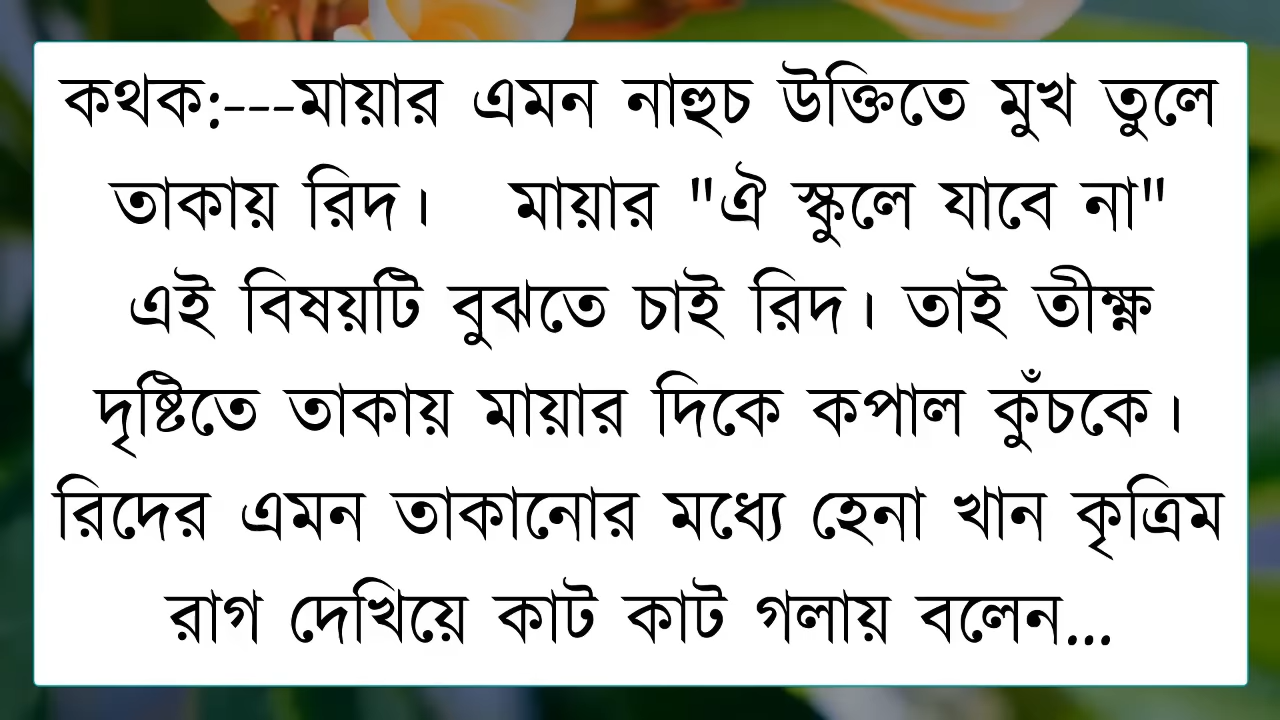 কথক:---মায়ার এমন নাহুচ উক্তিতে মুখ তুলে
তাকায় রিদ। মায়ার "ঐ স্কুলে যাবে না"
এই বিষয়টি বুঝতে চাই রিদ। তাই তীক্ষ্ণ
দৃষ্টিতে তাকায় মায়ার দিকে কপাল কুঁচকে।
রিদের এমন তাকানোর মধ্যে হেনা খান কৃত্রিম
রাগ দেখিয়ে কাট কাট গলায় বলেন...